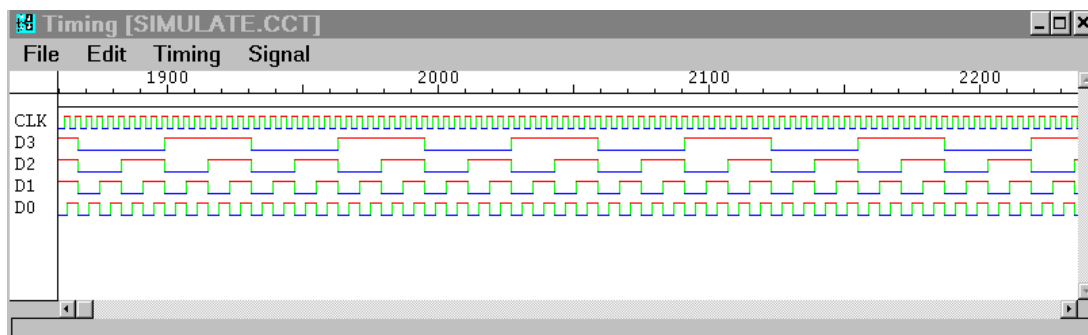 Timing [SIMULATE.CCT]
File Edit Timing Signal
1900 2000 2100 2200
CLK
D3
D2
D1
D0